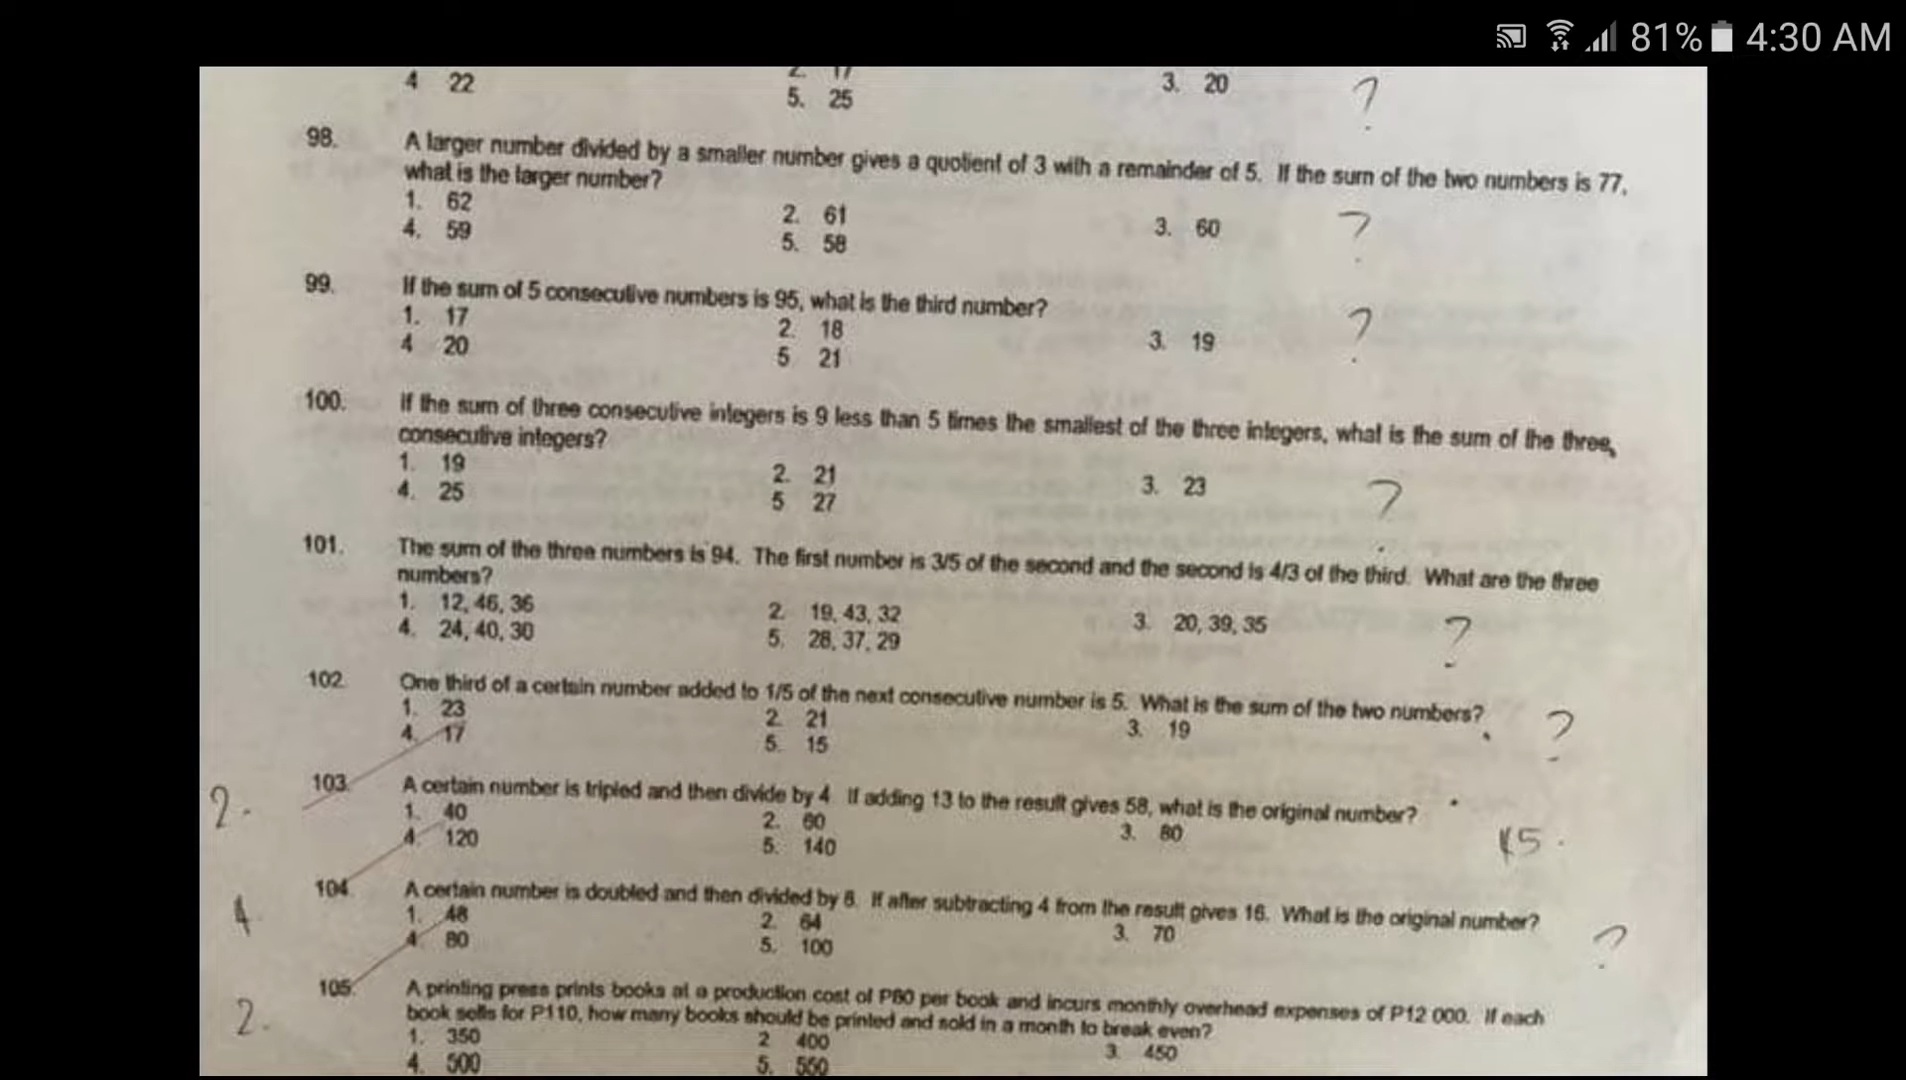 81% 4:30 AM
4 22
2. 17
5. 25
3. 20 ?
98. A larger number divided by a smaller number gives a quotient of 3 with a remainder of 5. If the sum of the two numbers is 77,
what is the larger number?
1. 62
2. 61
3. 60 ?
4. 59
5. 58
99. If the sum of 5 consecutive numbers is 95, what is the third number?
1. 17
2. 18
3. 19 ?
4 20
5 21
100. If the sum of three consecutive integers is 9 less than 5 times the smallest of the three integers, what is the sum of the three
consecutive integers?
1. 19
2. 21
3. 23 ?
4. 25
5 27
101. The sum of the three numbers is 94. The first number is 3/5 of the second and the second is 4/3 of the third. What are the three
numbers?
1. 12, 46, 36
2. 19, 43, 32
3. 20, 39, 35 ?
4. 24, 40, 30
5. 28, 37, 29
102. One third of a certain number added to 1/5 of the next consecutive number is 5. What is the sum of the two numbers? ?
1. 23
2. 21
3. 19
4. 17
5. 15
2. 103. A certain number is tripled and then divide by 4 If adding 13 to the result gives 58, what is the original number?
1. 40
2. 60
3. 80
4. 120
5. 140
4 104. A certain number is doubled and then divided by 8. If after subtracting 4 from the result gives 16. What is the original number? ?
1. 48
2. 64
3. 70
4. 80
5. 100
2. 105. A printing press prints books at a production cost of P80 per book and incurs monthly overhead expenses of P12 000. If each
book sells for P110, how many books should be printed and sold in a month to break even?
1. 350
2 400
3 450
4. 500
5. 550